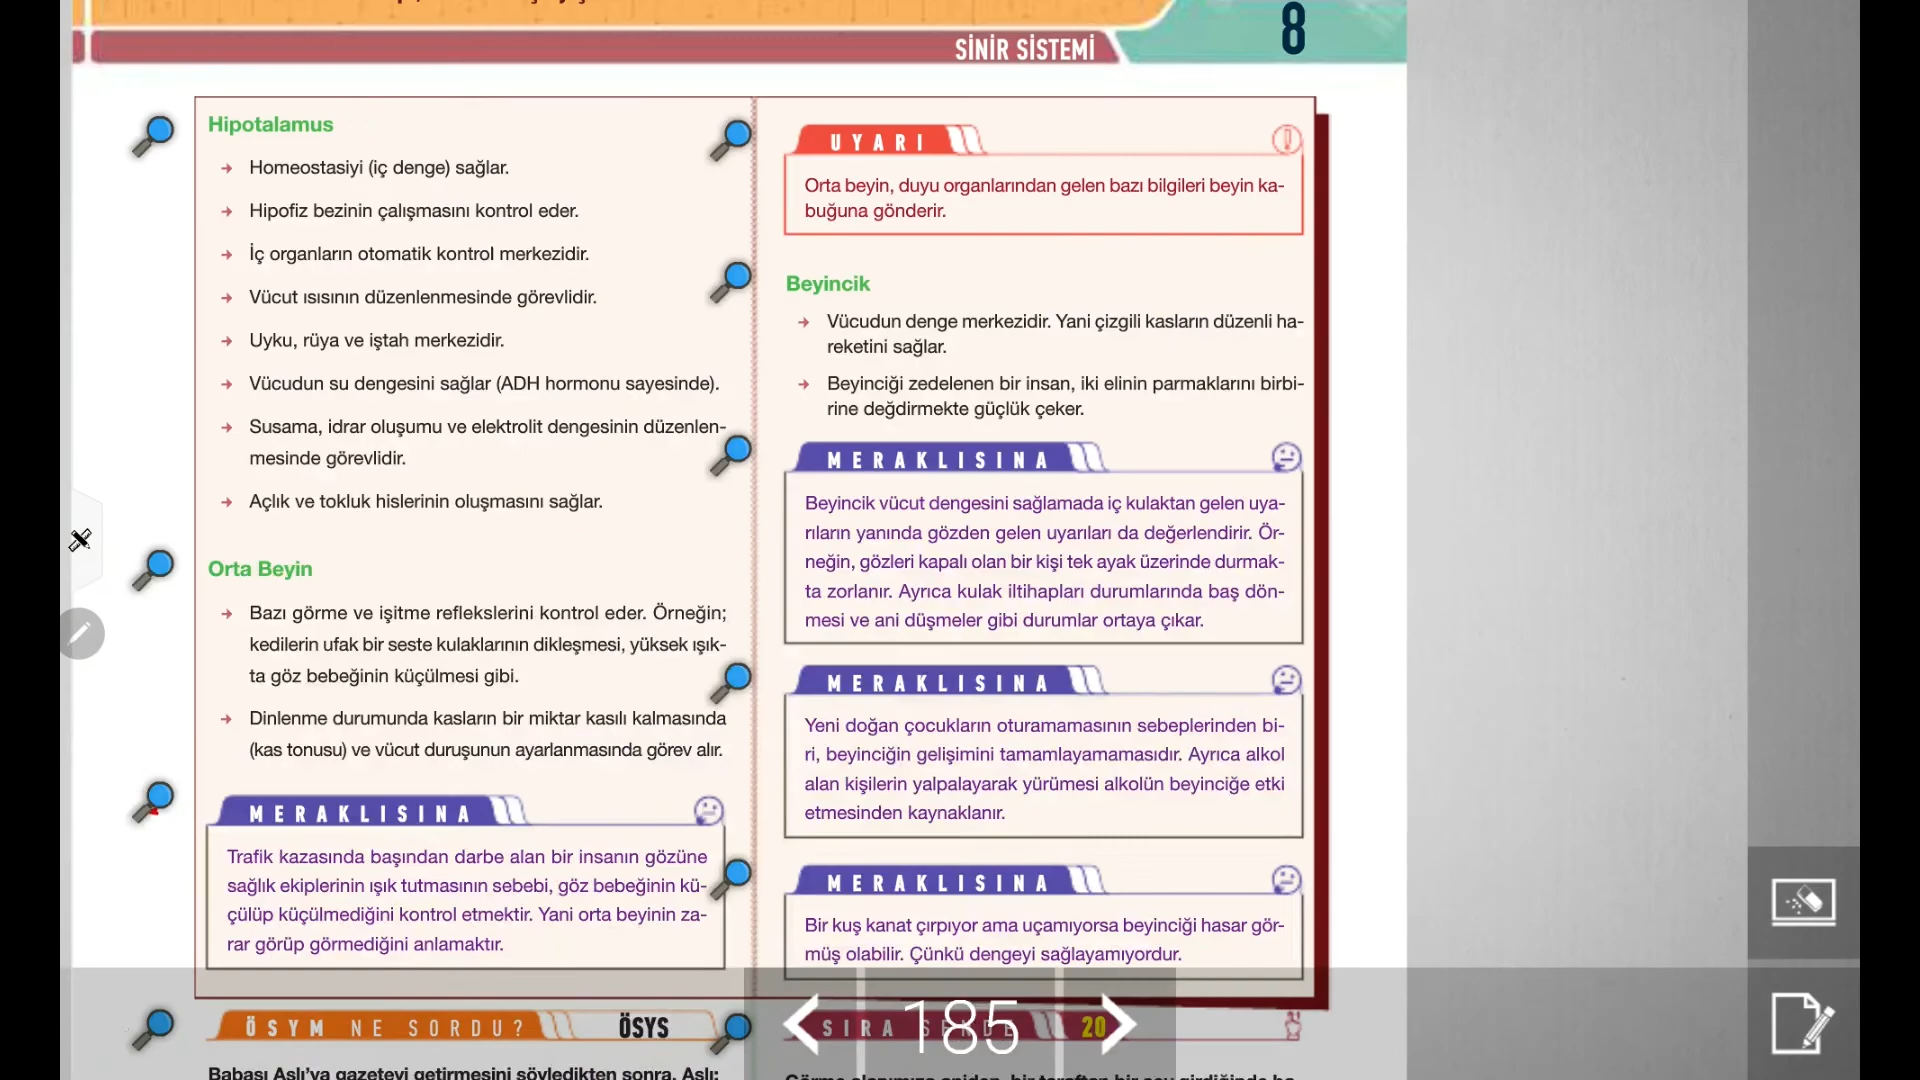 SİNİR SİSTEMİ
8
Hipotalamus
Homeostasiyi (iç denge) sağlar.
Hipofiz bezinin çalışmasını kontrol eder.
İç organların otomatik kontrol merkezidir.
Vücut ısısının düzenlenmesinde görevlidir.
Uyku, rüya ve iştah merkezidir.
Vücudun su dengesini sağlar (ADH hormonu sayesinde).
Susama, idrar oluşumu ve elektrolit dengesinin düzenlen-
mesinde görevlidir.
Açlık ve tokluk hislerinin oluşmasını sağlar.
Orta Beyin
Bazı görme ve işitme reflekslerini kontrol eder. Örneğin;
kedilerin ufak bir seste kulaklarının dikleşmesi, yüksek ışık-
ta göz bebeğinin küçülmesi gibi.
Dinlenme durumunda kasların bir miktar kasılı kalmasında
(kas tonusu) ve vücut duruşunun ayarlanmasında görev alır.
MERAKLISINA
Trafik kazasında başından darbe alan bir insanın gözüne
sağlık ekiplerinin ışık tutmasının sebebi, göz bebeğinin kü-
çülüp küçülmediğini kontrol etmektir. Yani orta beyinin za-
rar görüp görmediğini anlamaktır.
ÖSYM NE SORDU? ÖSYS
Babası Aslı'ya gazeteyi getirmesini söyledikten sonra, Aslı;
UYARI
Orta beyin, duyu organlarından gelen bazı bilgileri beyin ka-
buğuna gönderir.
Beyincik
Vücudun denge merkezidir. Yani çizgili kasların düzenli ha-
reketini sağlar.
Beyinciği zedelenen bir insan, iki elinin parmaklarını birbi-
rine değdirmekte güçlük çeker.
MERAKLISINA
Beyincik vücut dengesini sağlamada iç kulaktan gelen uya-
rıların yanında gözden gelen uyarıları da değerlendirir. Ör-
neğin, gözleri kapalı olan bir kişi tek ayak üzerinde durmak-
ta zorlanır. Ayrıca kulak iltihapları durumlarında baş dön-
mesi ve ani düşmeler gibi durumlar ortaya çıkar.
MERAKLISINA
Yeni doğan çocukların oturamamasının sebeplerinden bi-
ri, beyinciğin gelişimini tamamlayamamasıdır. Ayrıca alkol
alan kişilerin yalpalayarak yürümesi alkolün beyinciğe etki
etmesinden kaynaklanır.
MERAKLISINA
Bir kuş kanat çırpıyor ama uçamıyorsa beyinciği hasar gör-
müş olabilir. Çünkü dengeyi sağlayamıyordur.
SIRA SENDE 20
185